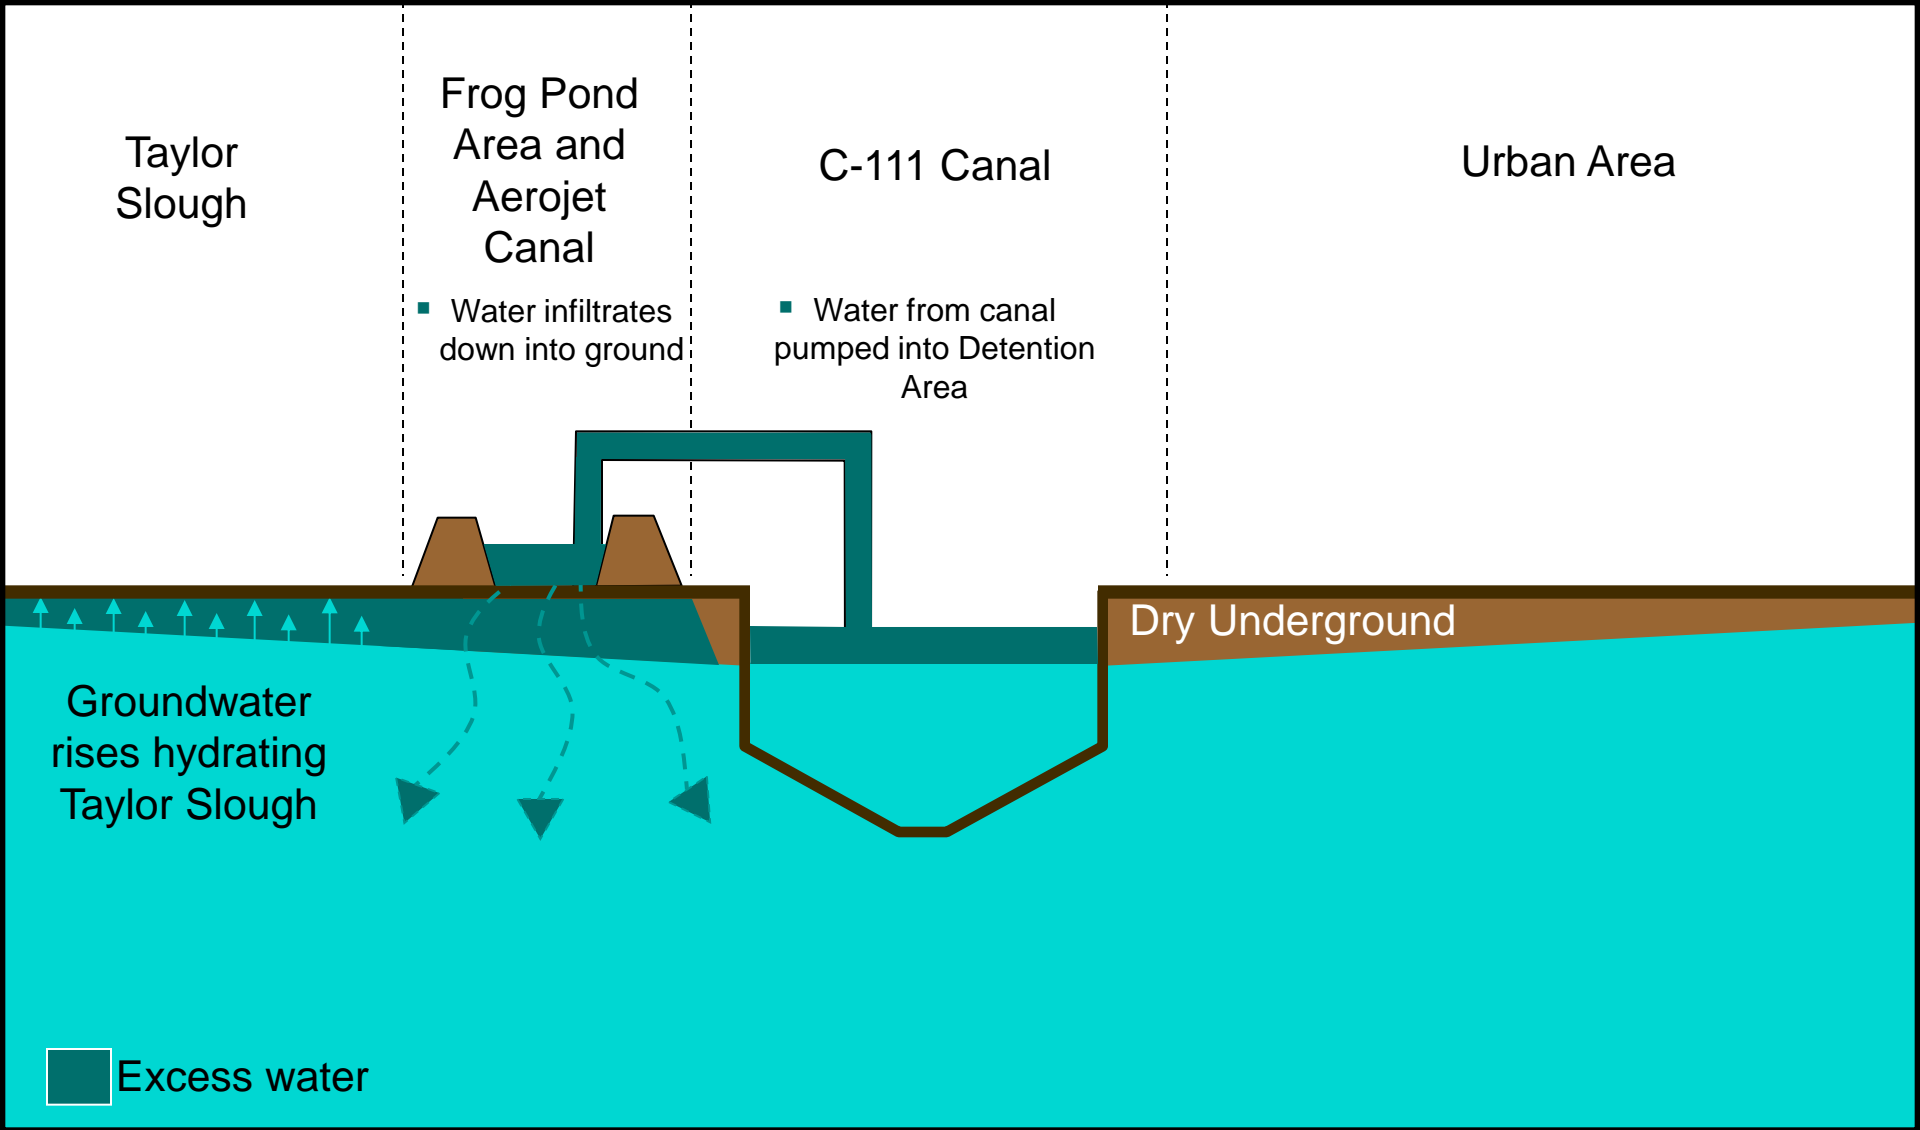 Taylor
Slough
Frog Pond
Area and
Aerojet
Canal
▪ Water infiltrates
down into ground
C-111 Canal
▪ Water from canal
pumped into Detention
Area
Urban Area
Dry Underground
Groundwater
rises hydrating
Taylor Slough
Excess water